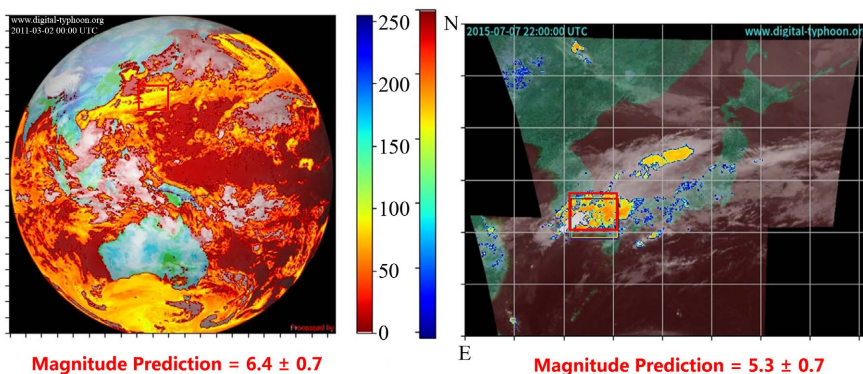 www.digital-typhoon.org
2011-03-02 00:00 UTC
250
200
150
100
50
0
N
2015-07-07 22:00:00 UTC
www.digital-typhoon.org
E
Magnitude Prediction = 6.4 ± 0.7
Magnitude Prediction = 5.3 ± 0.7